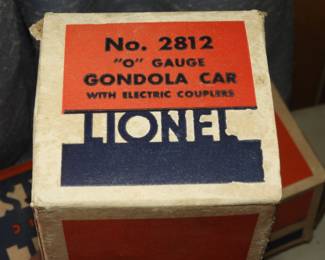 No. 2812
"O" GAUGE
GONDOLA CAR
WITH ELECTRIC COUPLERS
LIONEL